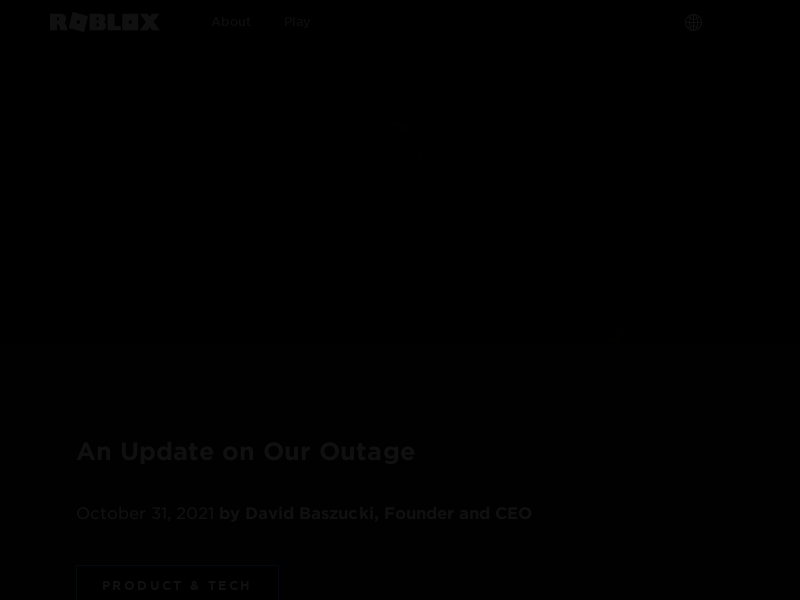 ROBLOX About Play
An Update on Our Outage
October 31, 2021 by David Baszucki, Founder and CEO
PRODUCT & TECH